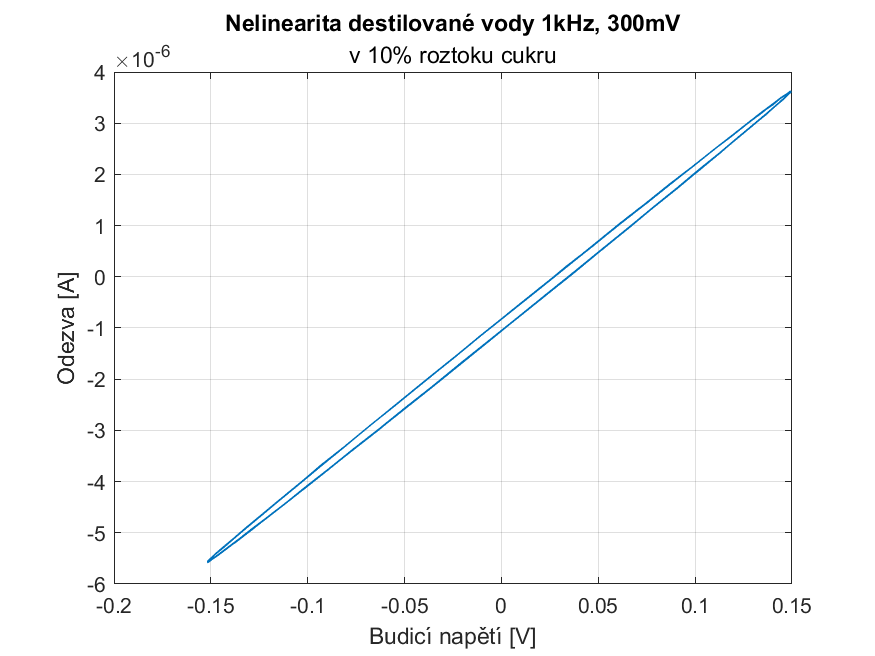 Nelinearita destilované vody 1kHz, 300mV
v 10% roztoku cukru
×10^-6
4
3
2
1
0
-1
-2
-3
-4
-5
-6
-0.2 -0.15 -0.1 -0.05 0 0.05 0.1 0.15
Budicí napětí [V]
Odezva [A]